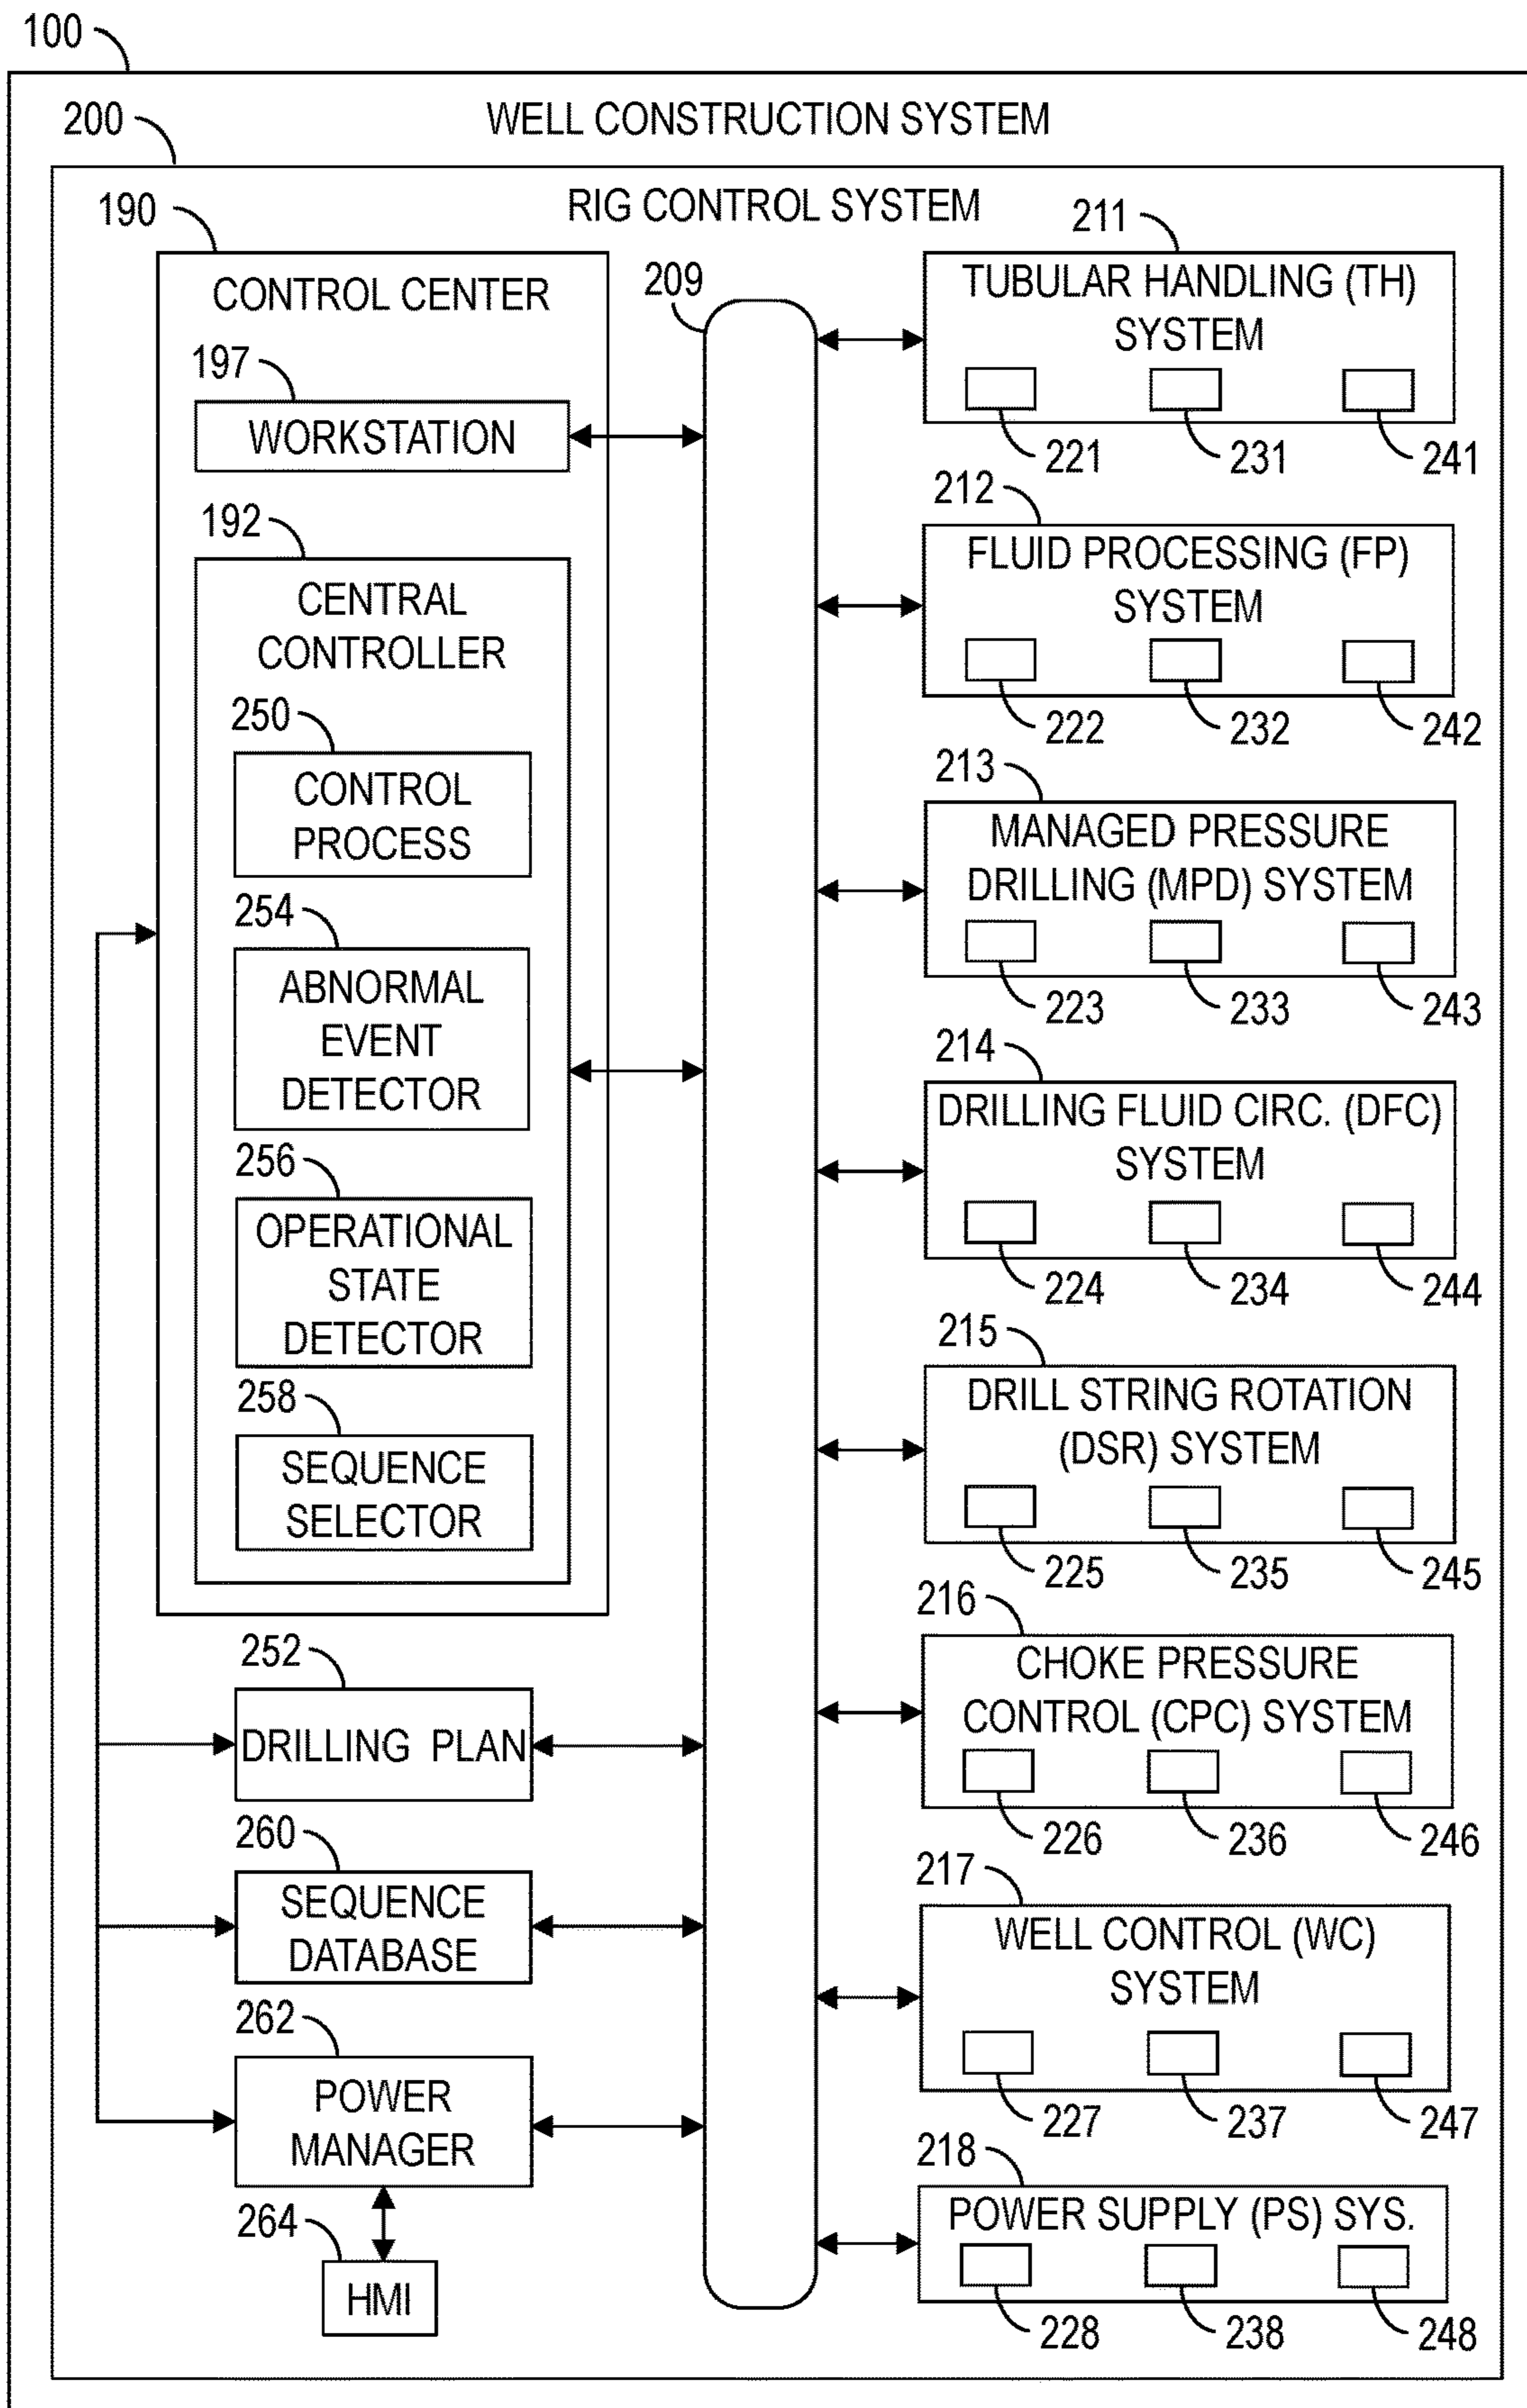 100
WELL CONSTRUCTION SYSTEM
200
RIG CONTROL SYSTEM
190
CONTROL CENTER
197
WORKSTATION
192
CENTRAL
CONTROLLER
250
CONTROL
PROCESS
254
ABNORMAL
EVENT
DETECTOR
256
OPERATIONAL
STATE
DETECTOR
258
SEQUENCE
SELECTOR
252
DRILLING PLAN
260
SEQUENCE
DATABASE
262
POWER
MANAGER
264
HMI
209
211
TUBULAR HANDLING (TH)
SYSTEM
221 231 241
212
FLUID PROCESSING (FP)
SYSTEM
222 232 242
213
MANAGED PRESSURE
DRILLING (MPD) SYSTEM
223 233 243
214
DRILLING FLUID CIRC. (DFC)
SYSTEM
224 234 244
215
DRILL STRING ROTATION
(DSR) SYSTEM
225 235 245
216
CHOKE PRESSURE
CONTROL (CPC) SYSTEM
226 236 246
217
WELL CONTROL (WC)
SYSTEM
227 237 247
218
POWER SUPPLY (PS) SYS.
228 238 248